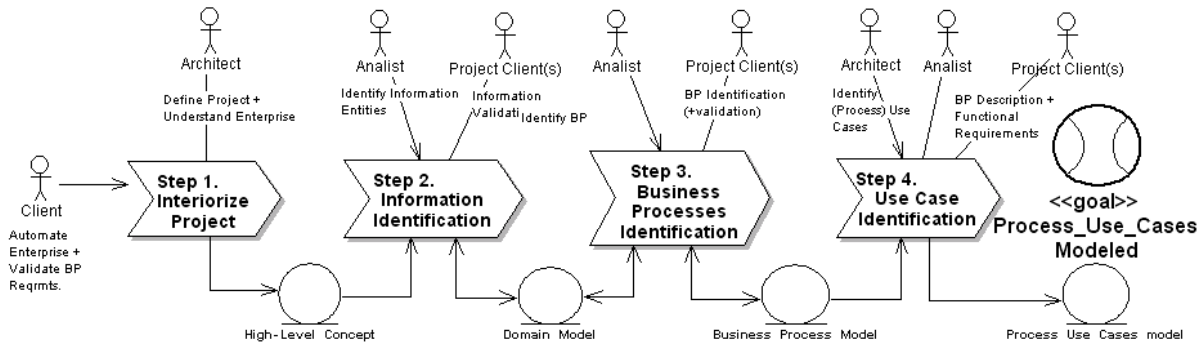 Architect
Analist
Project Client(s)
Analist
Project Client(s)
Architect
Analist
Project Client(s)
Define Project +
Understand Enterprise
Identify Information
Entities
Information
Validati
Identify BP
BP Identification
(+validation)
Identify
(Process) Use
Cases
BP Description +
Functional
Requirements
Client
Automate
Enterprise +
Validate BP
Reqrmts.
Step 1.
Interiorize
Project
Step 2.
Information
Identification
Step 3.
Business
Processes
Identification
Step 4.
Use Case
Identification
<<goal>>
Process_Use_Cases
Modeled
High-Level Concept
Domain Model
Business Process Model
Process Use Cases model